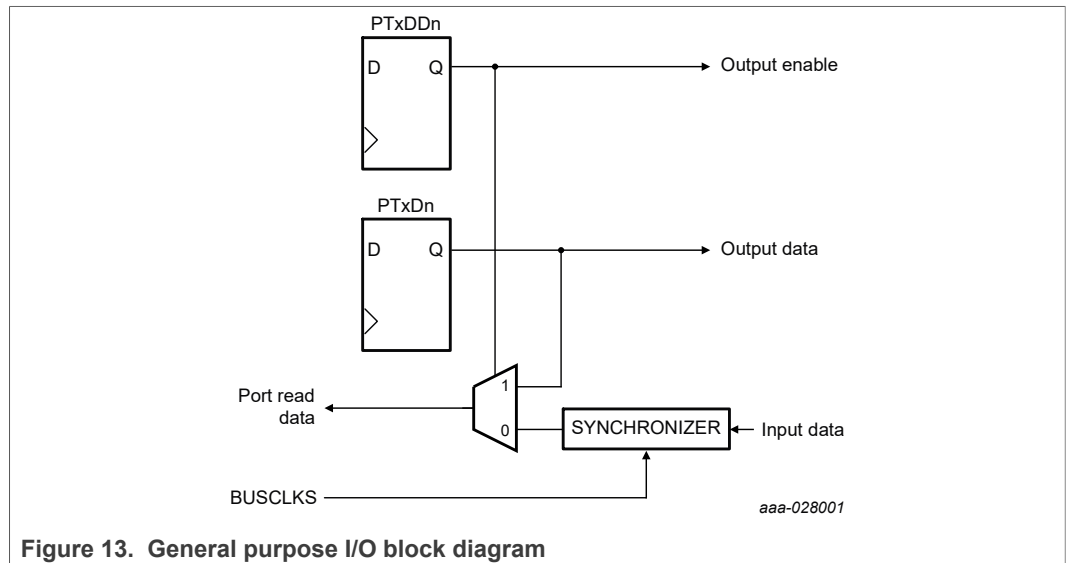 PTxDDn
D Q
Output enable
PTxDn
D Q
Output data
1
Port read
data
0
SYNCHRONIZER
Input data
BUSCLKS
aaa-028001
Figure 13. General purpose I/O block diagram